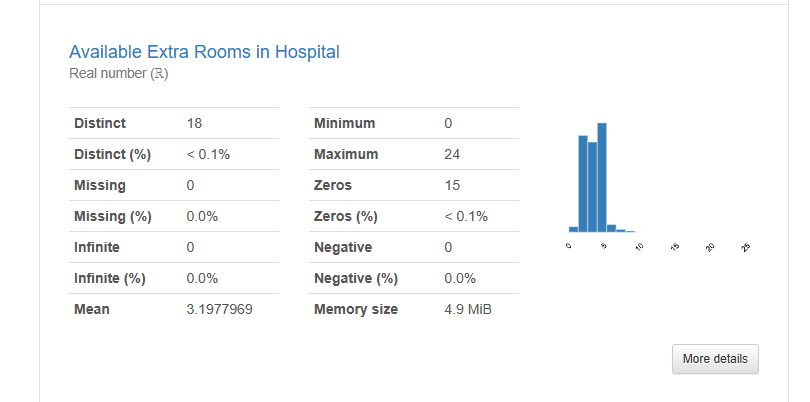 Available Extra Rooms in Hospital
Real number (ℝ)
Distinct 18
Distinct (%) < 0.1%
Missing 0
Missing (%) 0.0%
Infinite 0
Infinite (%) 0.0%
Mean 3.1977969
Minimum 0
Maximum 24
Zeros 15
Zeros (%) < 0.1%
Negative 0
Negative (%) 0.0%
Memory size 4.9 MiB
0 5 10 15 20 25
More details